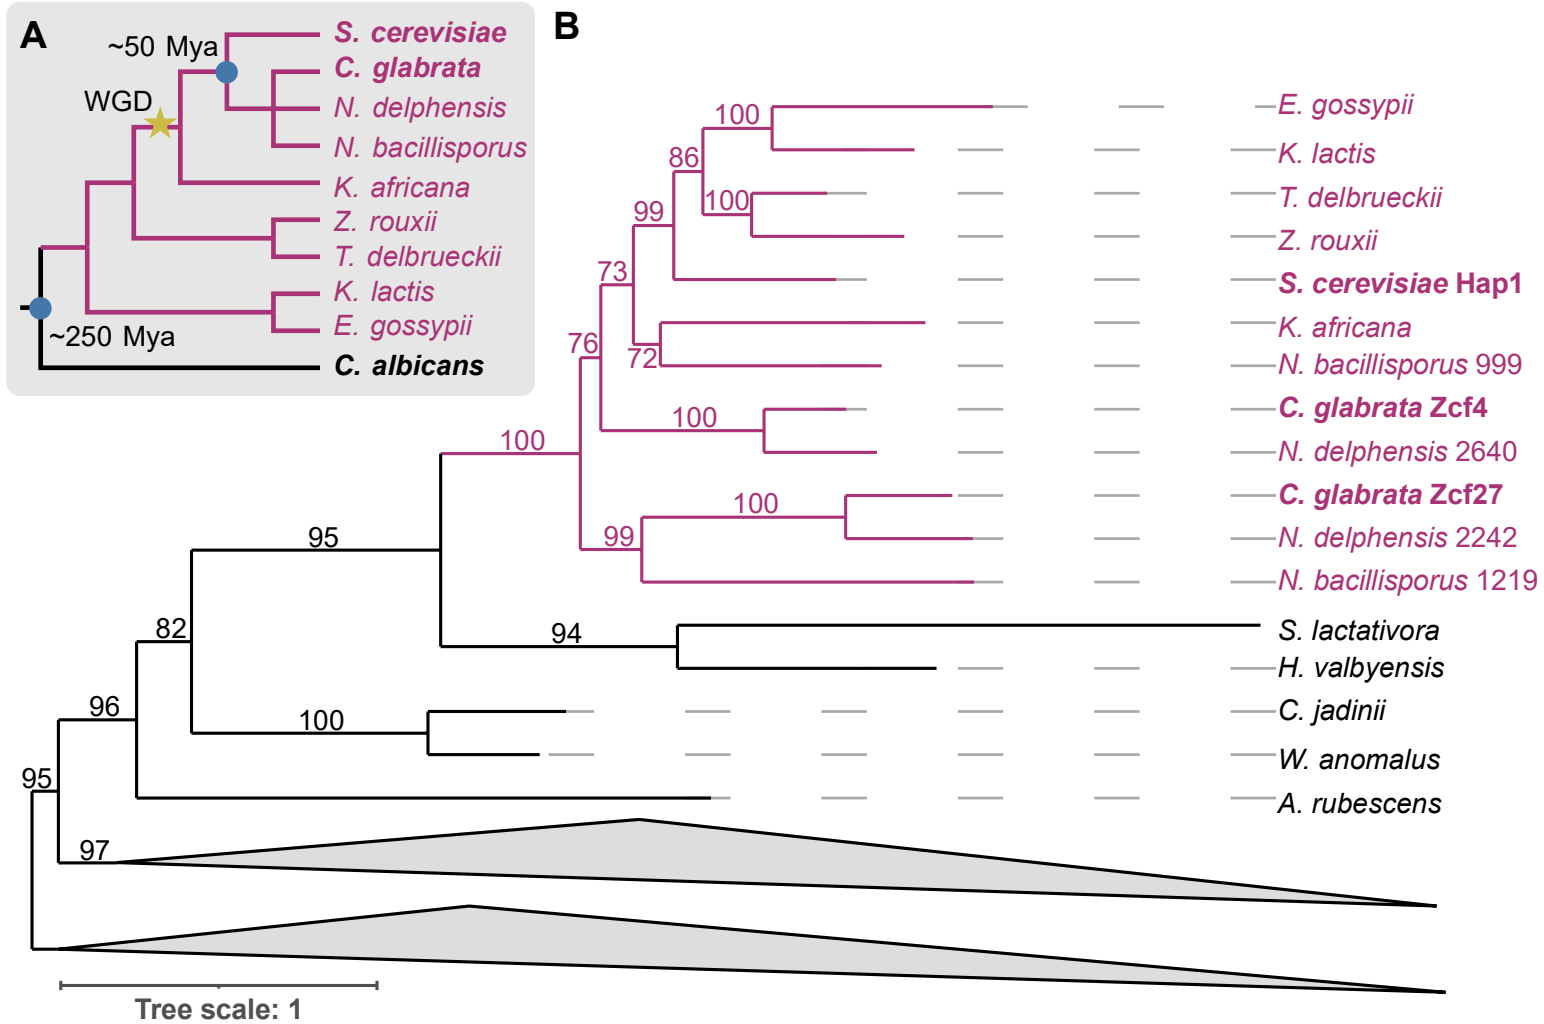 A
~50 Mya
WGD
S. cerevisiae
C. glabrata
N. delphensis
N. bacillisporus
K. africana
Z. rouxii
T. delbrueckii
K. lactis
E. gossypii
C. albicans
~250 Mya
B
100
86
100
99
73
72
76
100
100
100
99
95
94
82
100
96
95
97
E. gossypii
K. lactis
T. delbrueckii
Z. rouxii
S. cerevisiae Hap1
K. africana
N. bacillisporus 999
C. glabrata Zcf4
N. delphensis 2640
C. glabrata Zcf27
N. delphensis 2242
N. bacillisporus 1219
S. lactativora
H. valbyensis
C. jadinii
W. anomalus
A. rubescens
Tree scale: 1